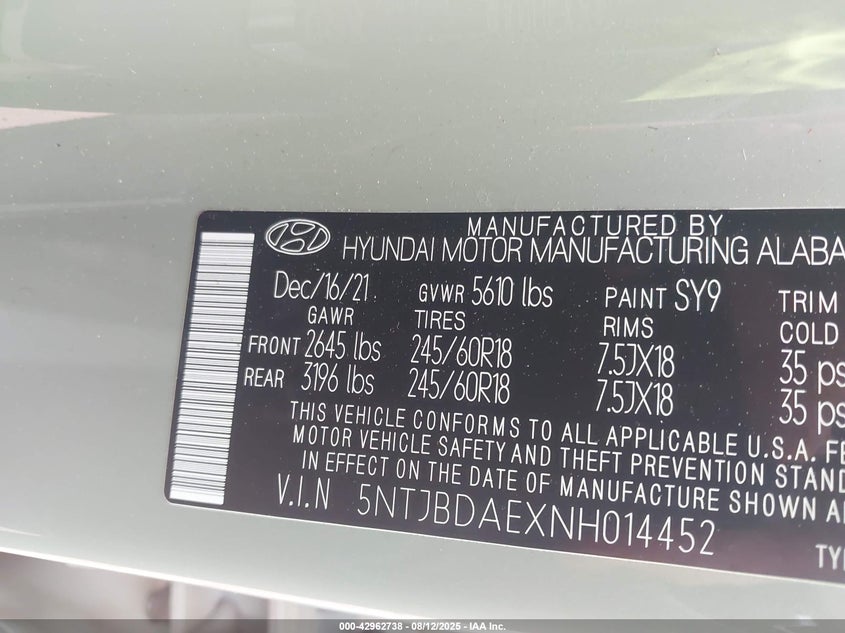 MANUFACTURED BY
HYUNDAI MOTOR MANUFACTURING ALABA
Dec/16/21 GVWR 5610 lbs PAINT SY9 TRIM
GAWR TIRES RIMS COLD
FRONT 2645 lbs 245/60R18 7.5JX18 35 ps
REAR 3196 lbs 245/60R18 7.5JX18 35 ps
THIS VEHICLE CONFORMS TO ALL APPLICABLE U.S.A. FE
MOTOR VEHICLE SAFETY AND THEFT PREVENTION STAND
IN EFFECT ON THE DATE OF MANUFACTURE SHOWN A
V.I.N 5NTJBDAEXNH014452
TY
000-42962738 - 08/12/2025 - IAA Inc.